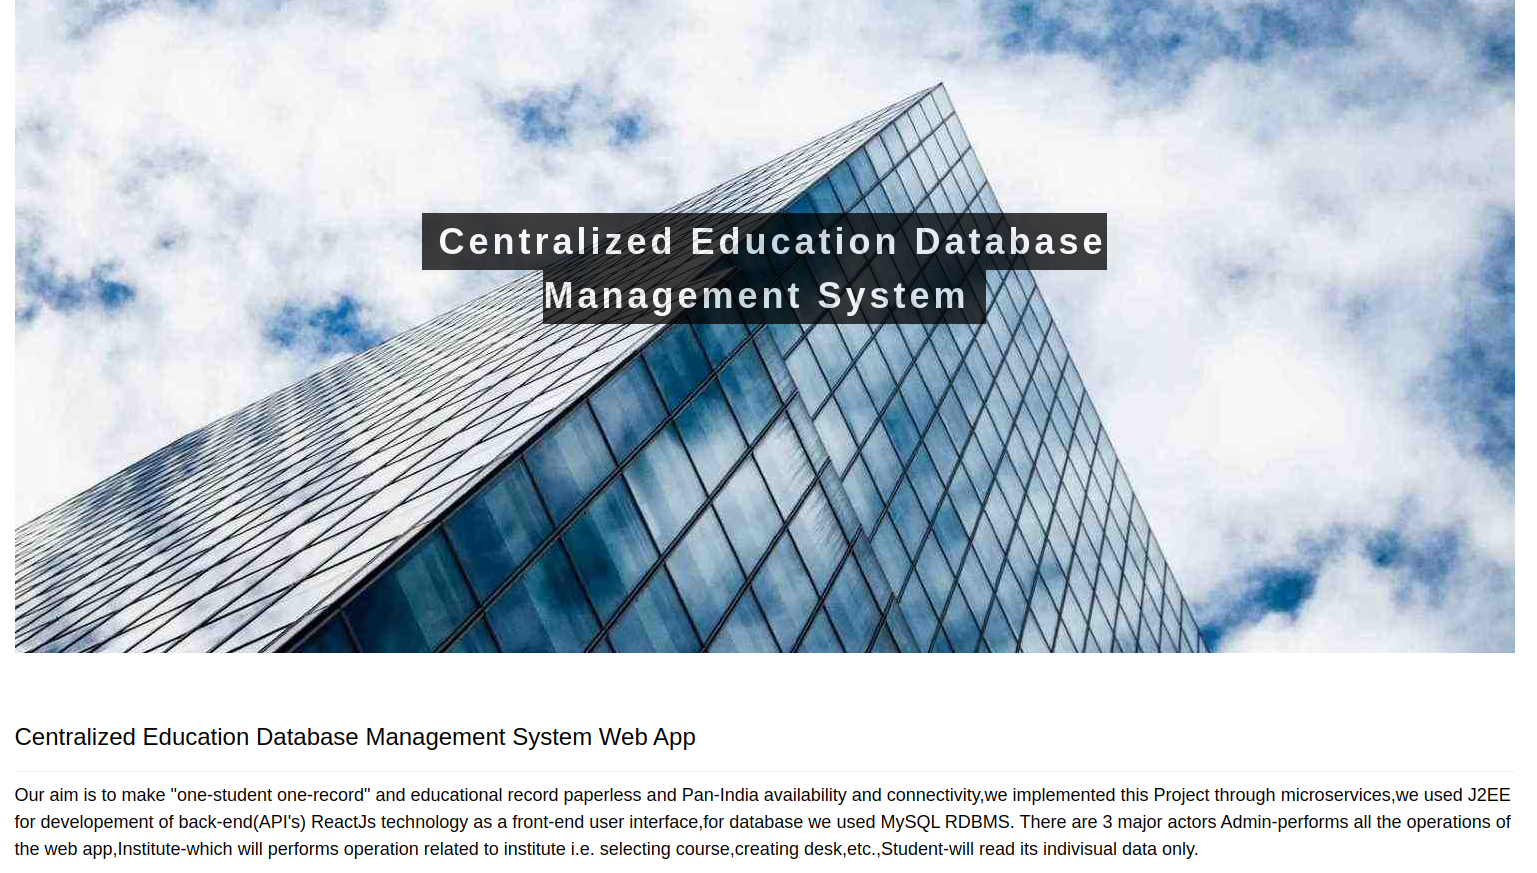 Centralized Education Database
Management System
Centralized Education Database Management System Web App
Our aim is to make "one-student one-record" and educational record paperless and Pan-India availability and connectivity,we implemented this Project through microservices,we used J2EE
for developement of back-end(API's) ReactJs technology as a front-end user interface,for database we used MySQL RDBMS. There are 3 major actors Admin-performs all the operations of
the web app,Institute-which will performs operation related to institute i.e. selecting course,creating desk,etc.,Student-will read its indivisual data only.